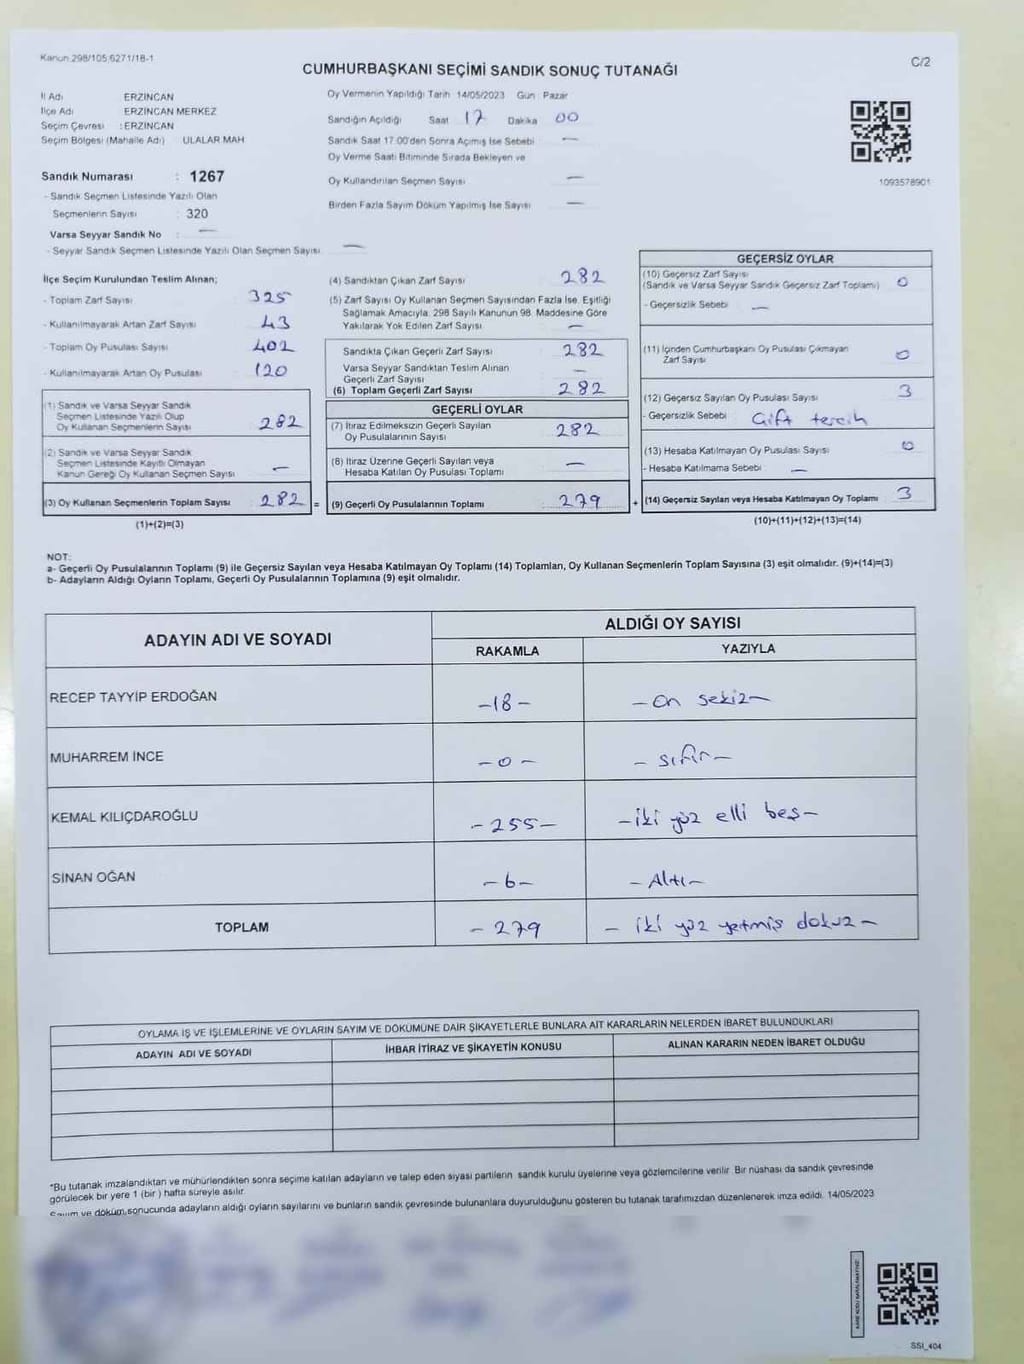 Kanun 298/105 6271/18-1
C/2
CUMHURBAŞKANI SEÇİMİ SANDIK SONUÇ TUTANAĞI
İl Adı ERZİNCAN
İlçe Adı ERZİNCAN MERKEZ
Seçim Çevresi : ERZİNCAN
Seçim Bölgesi (Mahalle Adı) ULALAR MAH
Sandık Numarası : 1267
- Sandık Seçmen Listesinde Yazılı Olan
Seçmenlerin Sayısı : 320
Varsa Seyyar Sandık No : —
- Seyyar Sandık Seçmen Listesinde Yazılı Olan Seçmen Sayısı —
Oy Vermenin Yapıldığı Tarih 14/05/2023 Gün Pazar
Sandığın Açıldığı Saat 17 Dakika 00
Sandık Saat 17:00'den Sonra Açılmış İse Sebebi —
Oy Verme Saati Bitiminde Sırada Bekleyen ve
Oy Kullandırılan Seçmen Sayısı —
Birden Fazla Sayım Döküm Yapılmış İse Sayısı —
1093578901
İlçe Seçim Kurulundan Teslim Alınan;
- Toplam Zarf Sayısı 325
- Kullanılmayarak Artan Zarf Sayısı 43
- Toplam Oy Pusulası Sayısı 402
- Kullanılmayarak Artan Oy Pusulası 120
(1) Sandık ve Varsa Seyyar Sandık
Seçmen Listesinde Yazılı Olup
Oy Kullanan Seçmenlerin Sayısı 282
(2) Sandık ve Varsa Seyyar Sandık
Seçmen Listesinde Kayıtlı Olmayan
Kanun Gereği Oy Kullanan Seçmen Sayısı —
(3) Oy Kullanan Seçmenlerin Toplam Sayısı 282 =
(1)+(2)=(3)
(4) Sandıktan Çıkan Zarf Sayısı 282
(5) Zarf Sayısı Oy Kullanan Seçmen Sayısından Fazla İse, Eşitliği
Sağlamak Amacıyla, 298 Sayılı Kanunun 98. Maddesine Göre
Yakılarak Yok Edilen Zarf Sayısı —
Sandıkta Çıkan Geçerli Zarf Sayısı 282
Varsa Seyyar Sandıktan Teslim Alınan
Geçerli Zarf Sayısı —
(6) Toplam Geçerli Zarf Sayısı 282
GEÇERLİ OYLAR
(7) İtiraz Edilmeksizin Geçerli Sayılan
Oy Pusulalarının Sayısı 282
(8) İtiraz Üzerine Geçerli Sayılan veya
Hesaba Katılan Oy Pusulası Toplamı —
(9) Geçerli Oy Pusulalarının Toplamı 279 +
GEÇERSİZ OYLAR
(10) Geçersiz Zarf Sayısı
(Sandık ve Varsa Seyyar Sandık Geçersiz Zarf Toplamı) 0
- Geçersizlik Sebebi —
(11) İçinden Cumhurbaşkanı Oy Pusulası Çıkmayan
Zarf Sayısı 0
(12) Geçersiz Sayılan Oy Pusulası Sayısı 3
- Geçersizlik Sebebi Çift tercih
(13) Hesaba Katılmayan Oy Pusulası Sayısı 0
- Hesaba Katılmama Sebebi —
(14) Geçersiz Sayılan veya Hesaba Katılmayan Oy Toplamı 3
(10)+(11)+(12)+(13)=(14)
NOT:
a- Geçerli Oy Pusulalarının Toplamı (9) ile Geçersiz Sayılan veya Hesaba Katılmayan Oy Toplamı (14) Toplamları, Oy Kullanan Seçmenlerin Toplam Sayısına (3) eşit olmalıdır. (9)+(14)=(3)
b- Adayların Aldığı Oyların Toplamı, Geçerli Oy Pusulalarının Toplamına (9) eşit olmalıdır.
ADAYIN ADI VE SOYADI ALDIĞI OY SAYISI
RAKAMLA YAZIYLA
RECEP TAYYİP ERDOĞAN -18- - on sekiz -
MUHARREM İNCE -0- - sıfır -
KEMAL KILIÇDAROĞLU -255- - iki yüz elli beş -
SİNAN OĞAN -6- - Altı -
TOPLAM - 279 - iki yüz yetmiş dokuz -
OYLAMA İŞ VE İŞLEMLERİNE VE OYLARIN SAYIM VE DÖKÜMÜNE DAİR ŞİKAYETLERLE BUNLARA AİT KARARLARIN NELERDEN İBARET BULUNDUKLARI
ADAYIN ADI VE SOYADI İHBAR İTİRAZ VE ŞİKAYETİN KONUSU ALINAN KARARIN NEDEN İBARET OLDUĞU
*Bu tutanak imzalandıktan ve mühürlendikten sonra seçime katılan adayların ve talep eden siyasi partilerin sandık kurulu üyelerine veya gözlemcilerine verilir. Bir nüshası da sandık çevresinde
görülecek bir yere 1 (bir) hafta süreyle asılır.
Sayım ve döküm sonucunda adayların aldığı oyların sayılarını ve bunların sandık çevresinde bulunanlara duyurulduğunu gösteren bu tutanak tarafımızdan düzenlenerek imza edildi. 14/05/2023
SSI_404